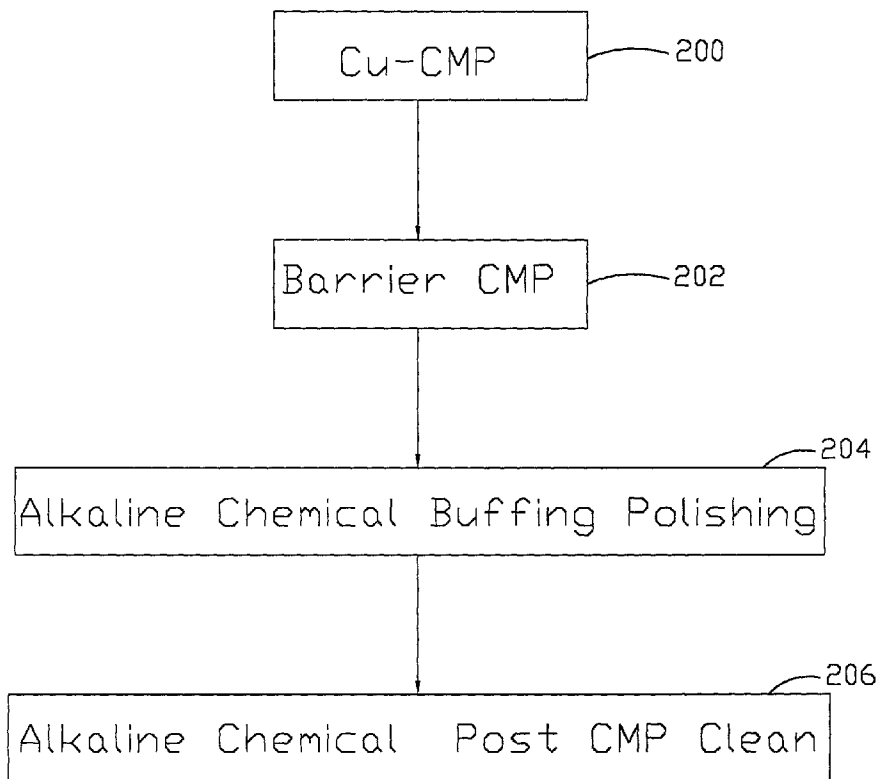 Cu-CMP
200
Barrier CMP
202
204
Alkaline Chemical Buffing Polishing
206
Alkaline Chemical Post CMP Clean